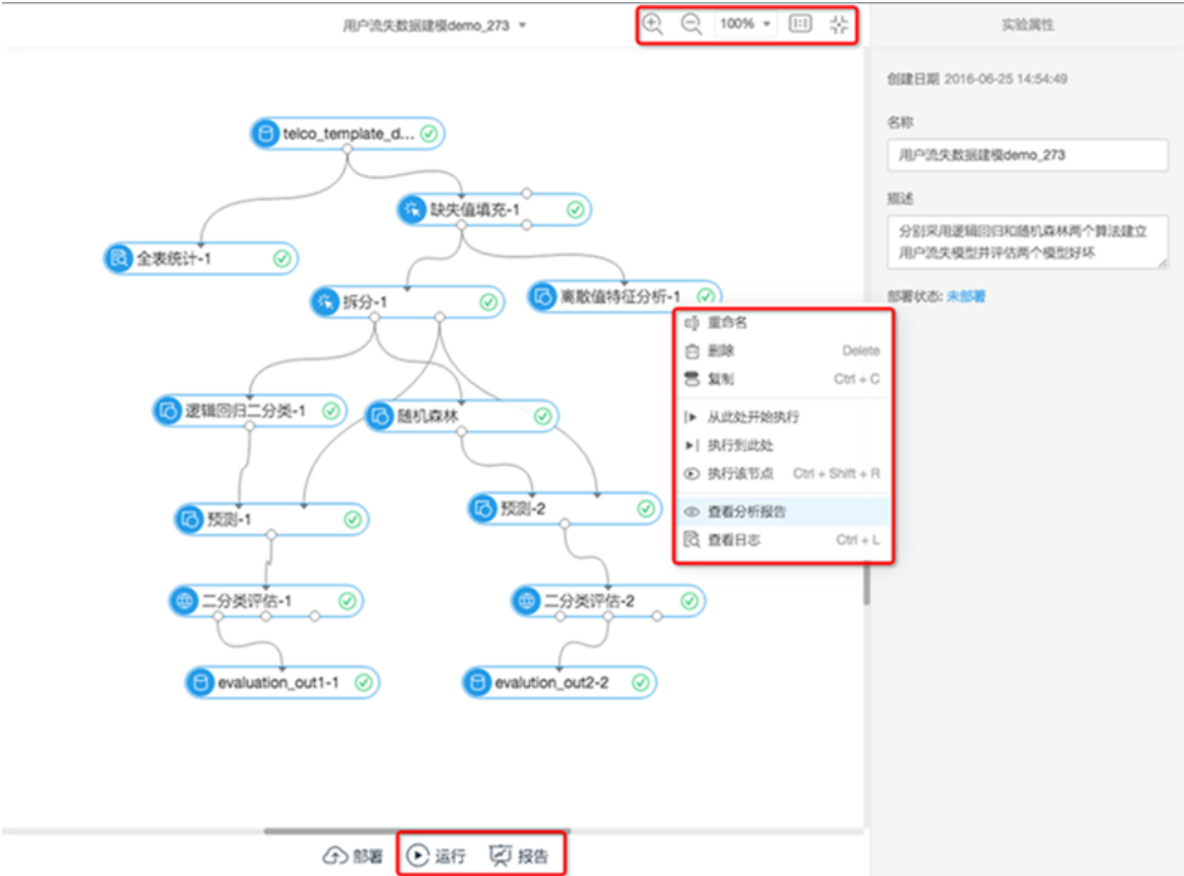 用户流失数据建模demo_273
100%
实验属性
创建日期 2016-06-25 14:54:49
名称
用户流失数据建模demo_273
描述
分别采用逻辑回归和随机森林两个算法建立
用户流失模型并评估两个模型好坏
部署状态: 未部署
telco_template_d...
缺失值填充-1
全表统计-1
拆分-1
离散值特征分析-1
重命名
删除 Delete
复制 Ctrl + C
从此处开始执行
执行到此处
执行该节点 Ctrl + Shift + R
查看分析报告
查看日志 Ctrl + L
逻辑回归二分类-1
随机森林
预测-1
预测-2
二分类评估-1
二分类评估-2
evaluation_out1-1
evalution_out2-2
部署
运行
报告